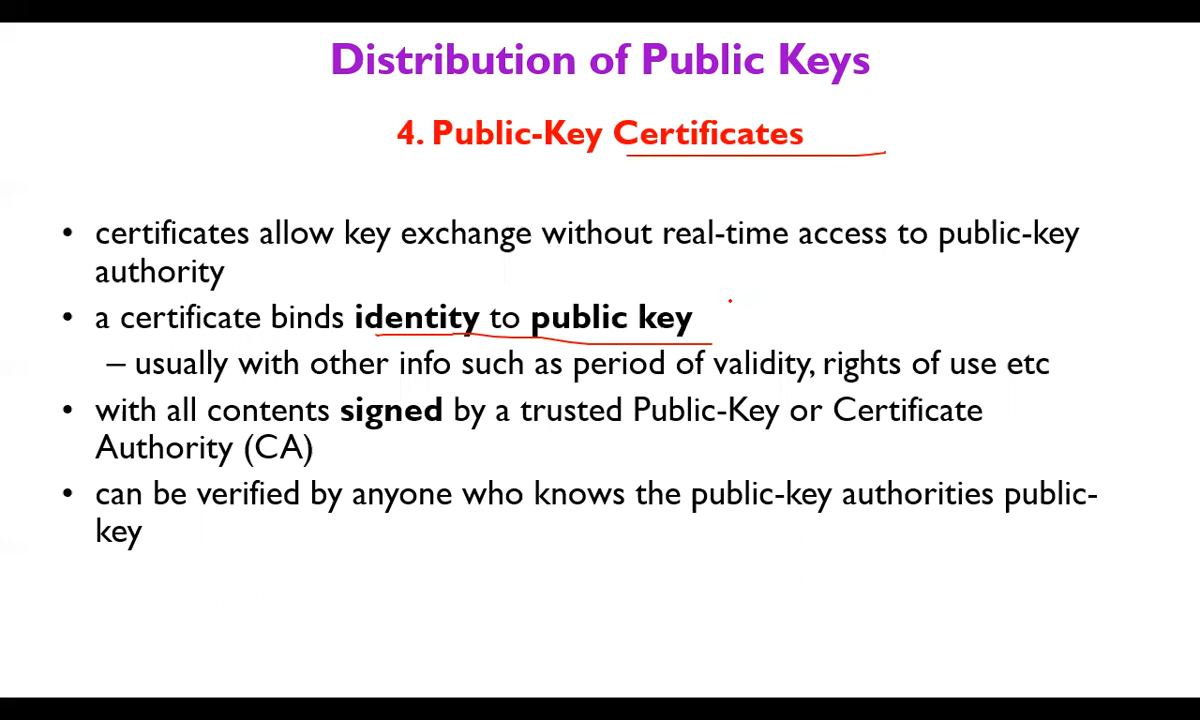 Distribution of Public Keys
4. Public-Key Certificates
• certificates allow key exchange without real-time access to public-key
authority
• a certificate binds identity to public key
– usually with other info such as period of validity, rights of use etc
• with all contents signed by a trusted Public-Key or Certificate
Authority (CA)
• can be verified by anyone who knows the public-key authorities public-
key